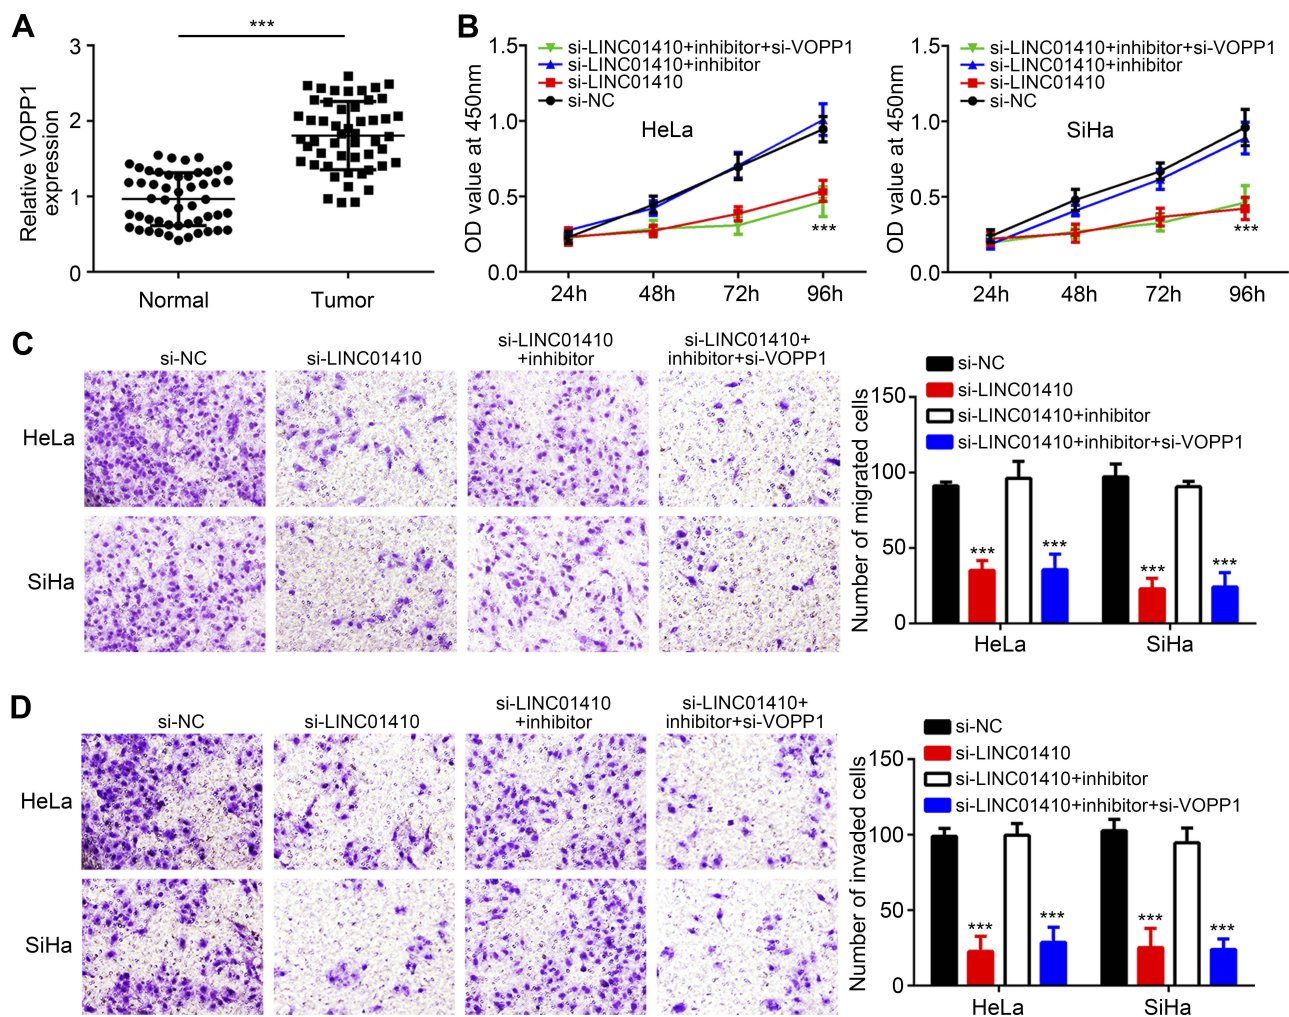 A
***
3
2
1
0
Relative VOPP1
expression
Normal
Tumor
B
1.5
1.0
0.5
0.0
OD value at 450nm
si-LINC01410+inhibitor+si-VOPP1
si-LINC01410+inhibitor
si-LINC01410
si-NC
HeLa
***
24h
48h
72h
96h
1.5
1.0
0.5
0.0
OD value at 450nm
si-LINC01410+inhibitor+si-VOPP1
si-LINC01410+inhibitor
si-LINC01410
si-NC
SiHa
***
24h
48h
72h
96h
C
si-NC
si-LINC01410
si-LINC01410
+inhibitor
si-LINC01410+
inhibitor+si-VOPP1
HeLa
SiHa
si-NC
si-LINC01410
si-LINC01410+inhibitor
si-LINC01410+inhibitor+si-VOPP1
150
100
50
0
Number of migrated cells
***
***
***
***
HeLa
SiHa
D
si-NC
si-LINC01410
si-LINC01410
+inhibitor
si-LINC01410+
inhibitor+si-VOPP1
HeLa
SiHa
si-NC
si-LINC01410
si-LINC01410+inhibitor
si-LINC01410+inhibitor+si-VOPP1
150
100
50
0
Number of invaded cells
***
***
***
***
HeLa
SiHa